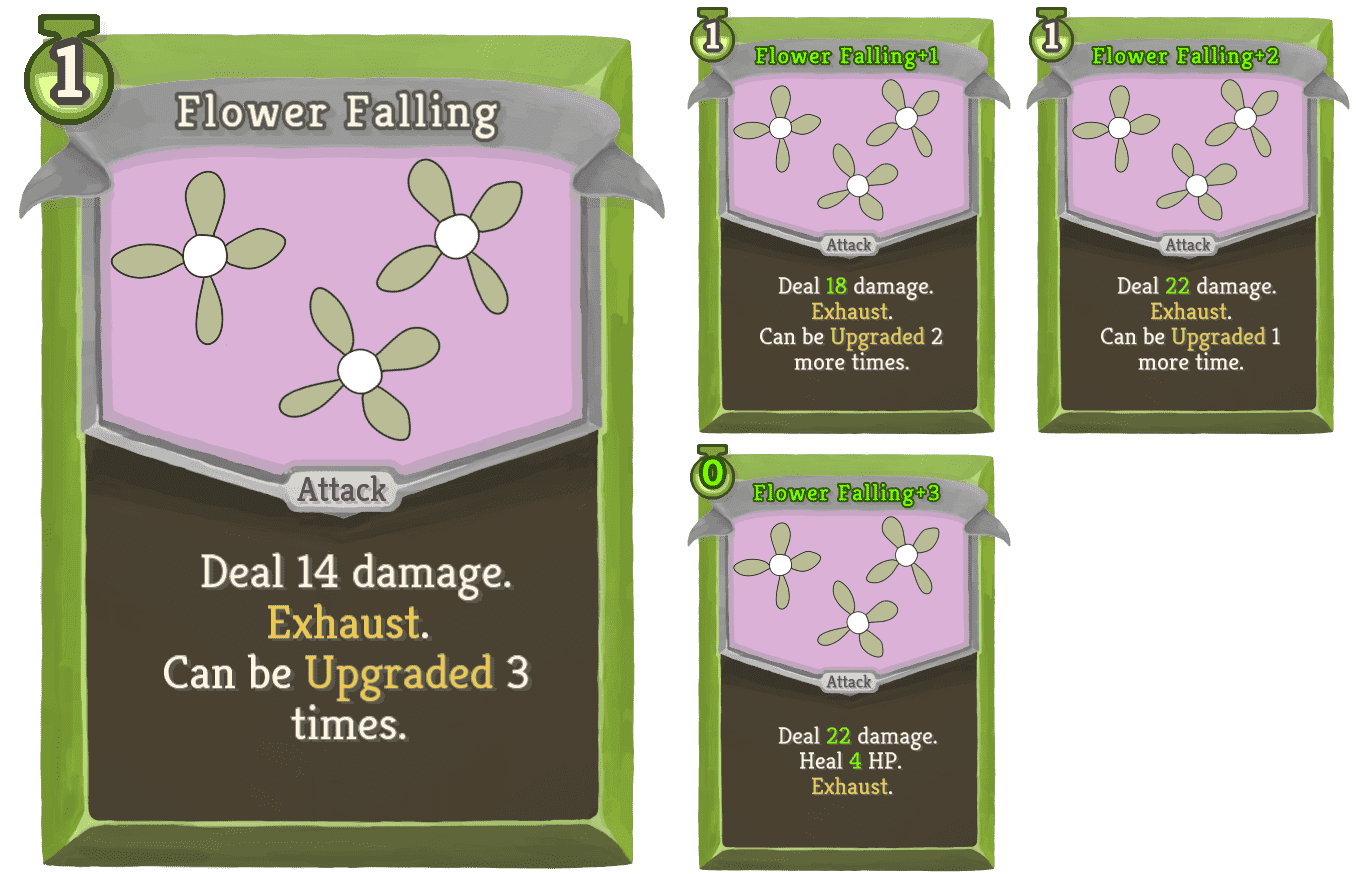 1
Flower Falling
Attack
Deal 14 damage.
Exhaust.
Can be Upgraded 3
times.
1
Flower Falling+1
Attack
Deal 18 damage.
Exhaust.
Can be Upgraded 2
more times.
1
Flower Falling+2
Attack
Deal 22 damage.
Exhaust.
Can be Upgraded 1
more time.
0
Flower Falling+3
Attack
Deal 22 damage.
Heal 4 HP.
Exhaust.